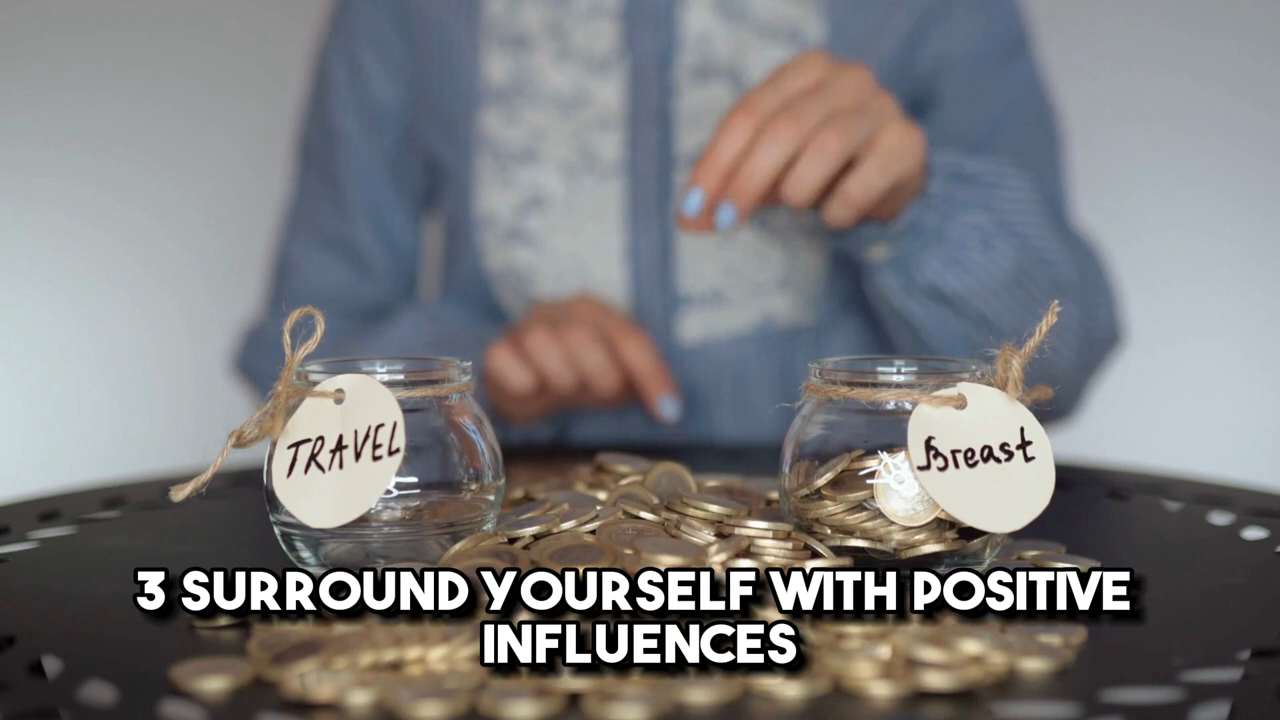 TRAVEL
Breast
3 SURROUND YOURSELF WITH POSITIVE
INFLUENCES